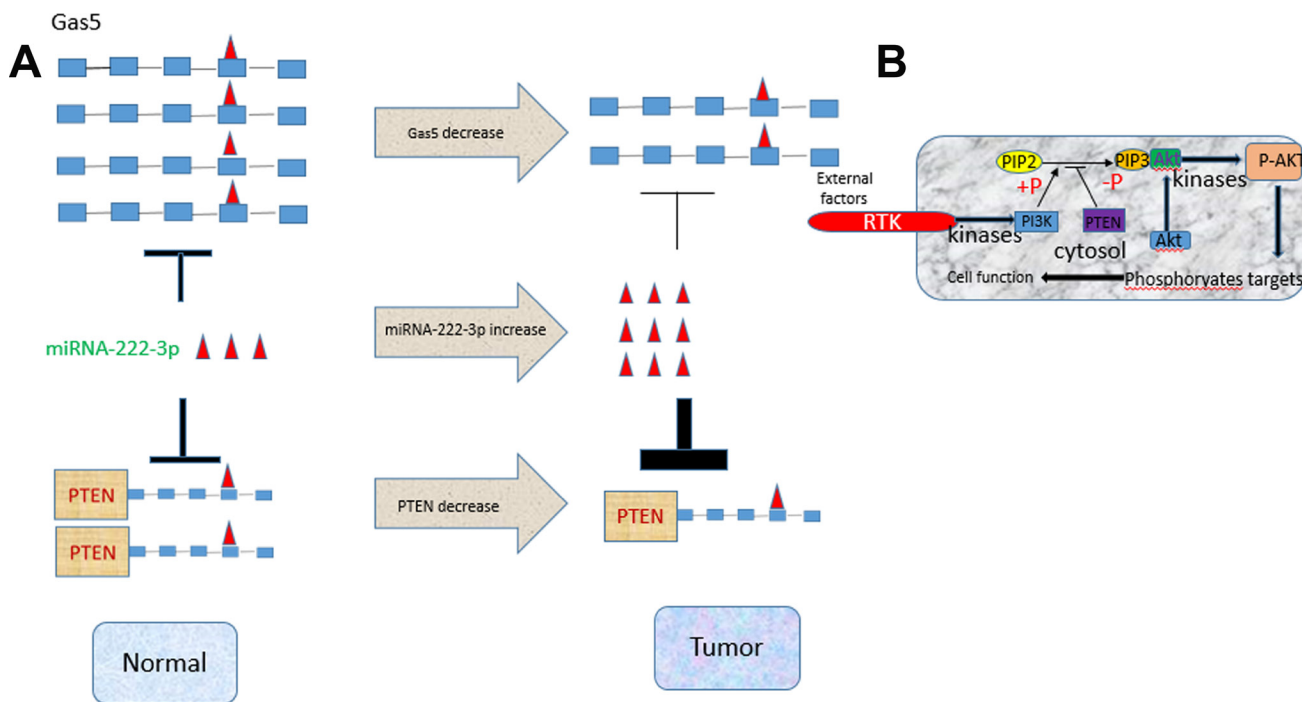 Gas5
A
B
Gas5 decrease
PIP2
PIP3
Akt
P-AKT
kinases
+P
-P
External
factors
RTK
kinases
PI3K
PTEN
Akt
cytosol
Cell function
Phosphoryates targets
miRNA-222-3p
miRNA-222-3p increase
PTEN
PTEN
PTEN decrease
PTEN
Normal
Tumor